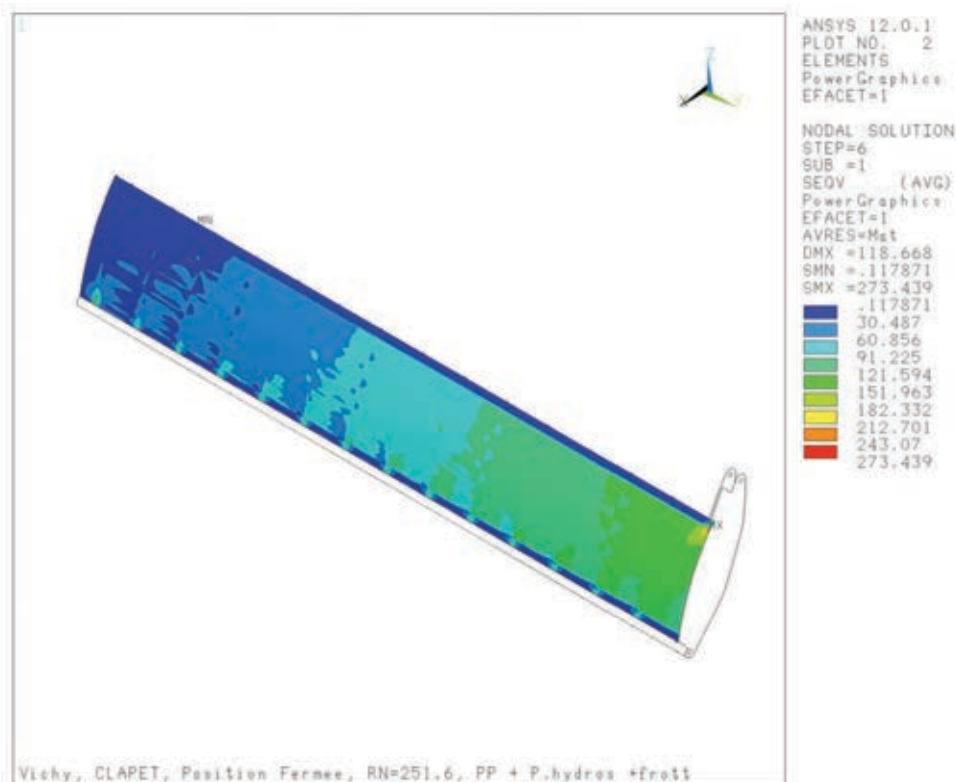 1
ANSYS 12.0.1
PLOT NO. 2
ELEMENTS
PowerGraphics
EFACET=1
NODAL SOLUTION
STEP=6
SUB =1
SEQV (AVG)
PowerGraphics
EFACET=1
AVRES=Mat
DMX =118.668
SMN =.117871
SMX =273.439
.117871
30.487
60.856
91.225
121.594
151.963
182.332
212.701
243.07
273.439
Z
X
Y
MN
MX
Vichy, CLAPET, Position Fermee, RN=251.6, PP + P.hydros +frott